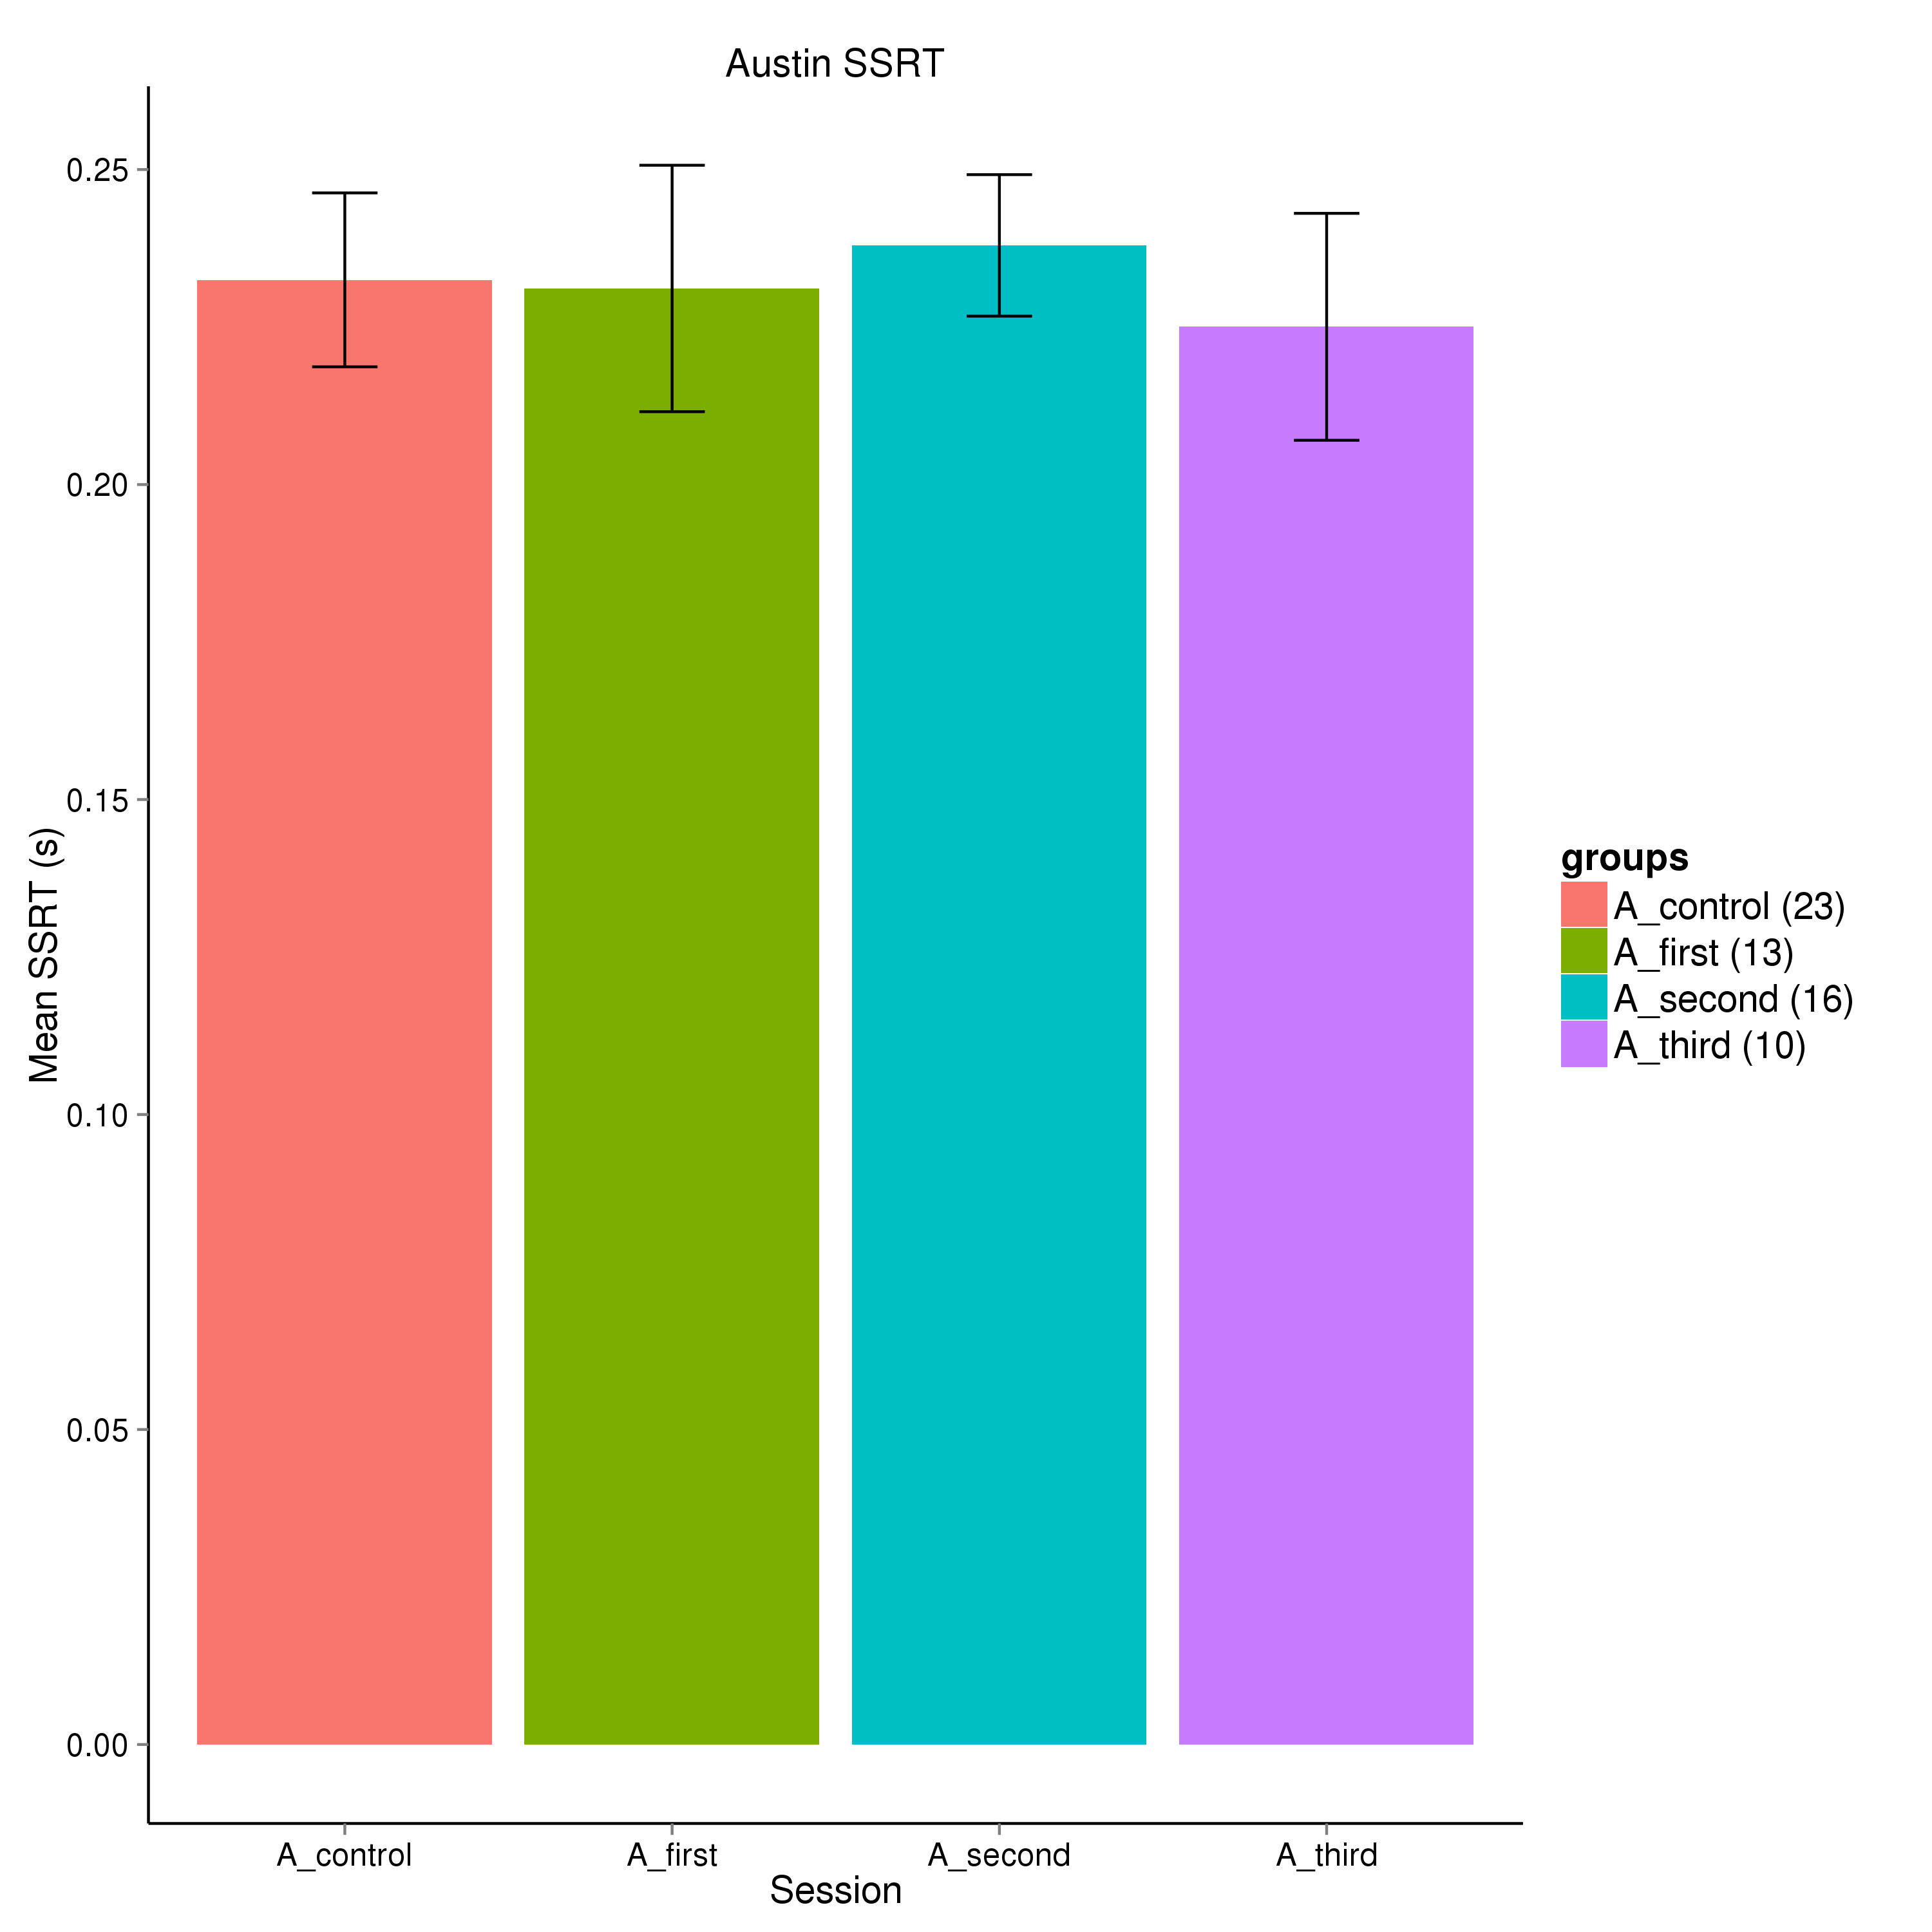 Austin SSRT
0.25
0.20
0.15
0.10
0.05
0.00
Mean SSRT (s)
A_control
A_first
A_second
A_third
Session
groups
A_control (23)
A_first (13)
A_second (16)
A_third (10)